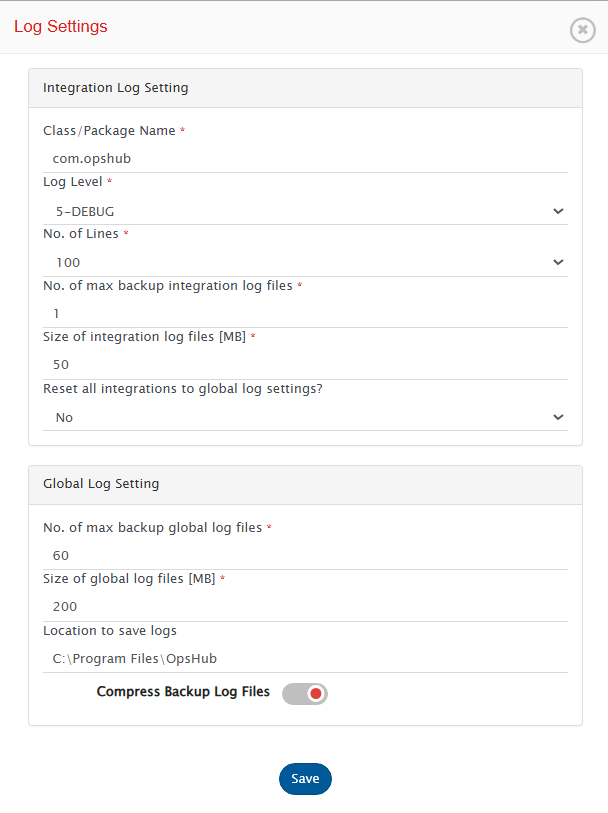 Log Settings
Integration Log Setting
Class/Package Name *
com.opshub
Log Level *
5-DEBUG
No. of Lines *
100
No. of max backup integration log files *
1
Size of integration log files [MB] *
50
Reset all integrations to global log settings?
No
Global Log Setting
No. of max backup global log files *
60
Size of global log files [MB] *
200
Location to save logs
C:\Program Files\OpsHub
Compress Backup Log Files
Save